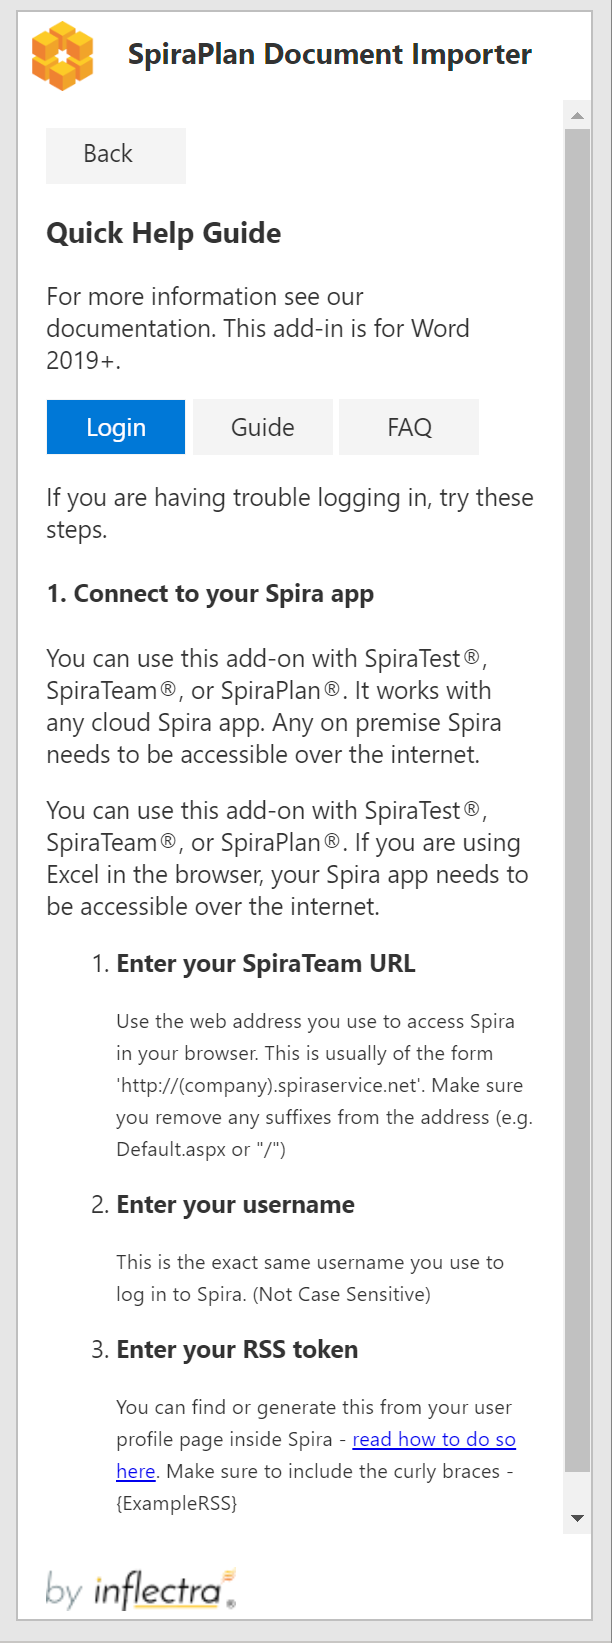 SpiraPlan Document Importer
Back
Quick Help Guide
For more information see our
documentation. This add-in is for Word
2019+.
Login Guide FAQ
If you are having trouble logging in, try these
steps.
1. Connect to your Spira app
You can use this add-on with SpiraTest®,
SpiraTeam®, or SpiraPlan®. It works with
any cloud Spira app. Any on premise Spira
needs to be accessible over the internet.
You can use this add-on with SpiraTest®,
SpiraTeam®, or SpiraPlan®. If you are using
Excel in the browser, your Spira app needs to
be accessible over the internet.
1. Enter your SpiraTeam URL
Use the web address you use to access Spira
in your browser. This is usually of the form
'http://(company).spiraservice.net'. Make sure
you remove any suffixes from the address (e.g.
Default.aspx or "/")
2. Enter your username
This is the exact same username you use to
log in to Spira. (Not Case Sensitive)
3. Enter your RSS token
You can find or generate this from your user
profile page inside Spira - read how to do so
here. Make sure to include the curly braces -
{ExampleRSS}
by inflectra®